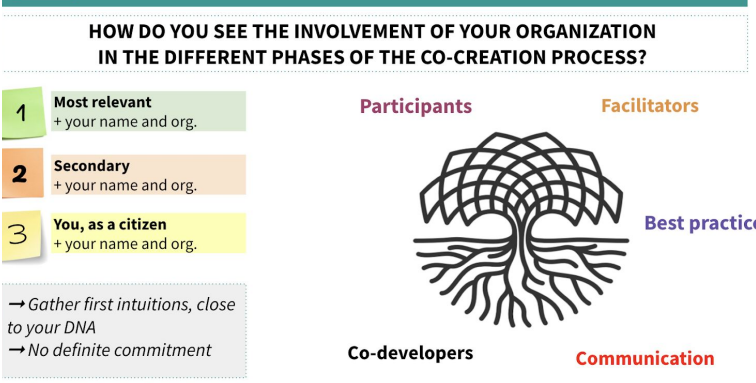 HOW DO YOU SEE THE INVOLVEMENT OF YOUR ORGANIZATION
IN THE DIFFERENT PHASES OF THE CO-CREATION PROCESS?
1
Most relevant
+ your name and org.
2
Secondary
+ your name and org.
3
You, as a citizen
+ your name and org.
→ Gather first intuitions, close
to your DNA
→ No definite commitment
Participants
Facilitators
Best practic
Co-developers
Communication